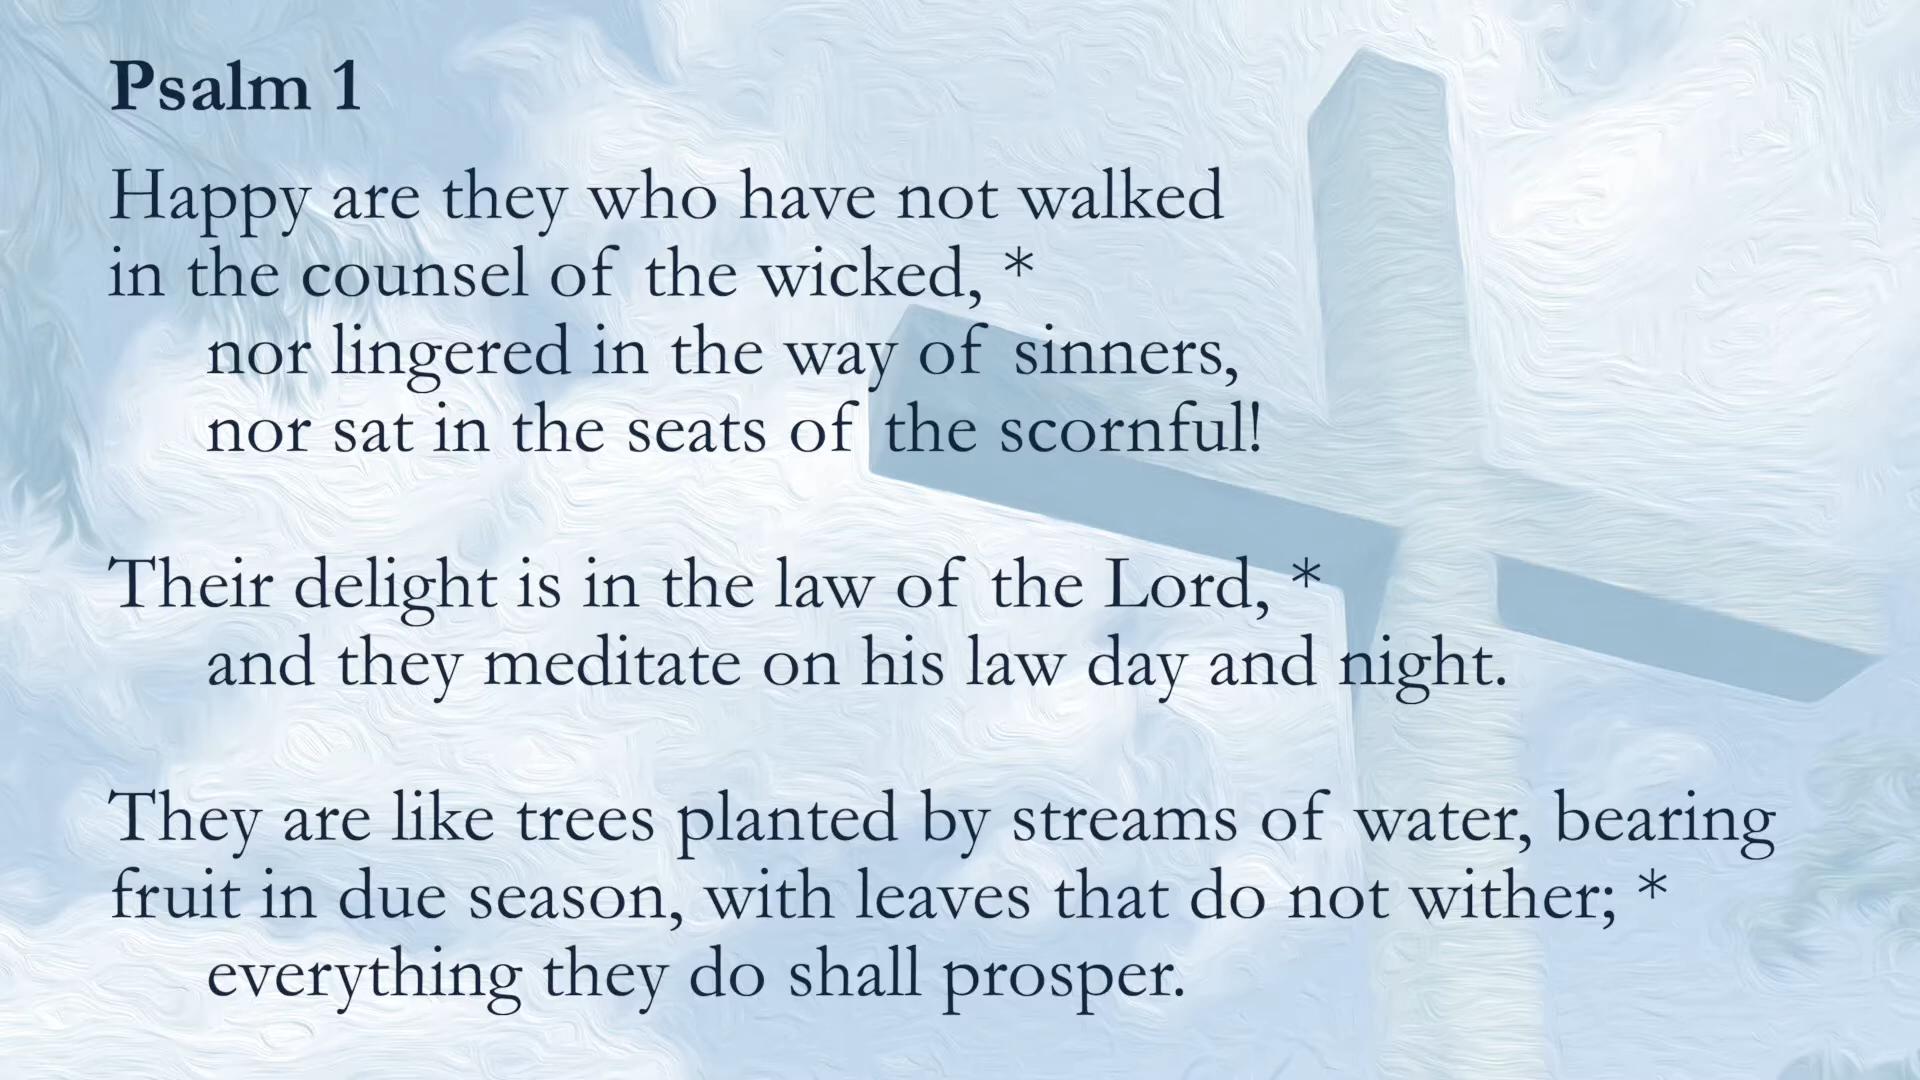 Psalm 1
Happy are they who have not walked
in the counsel of the wicked, *
nor lingered in the way of sinners,
nor sat in the seats of the scornful!
Their delight is in the law of the Lord, *
and they meditate on his law day and night.
They are like trees planted by streams of water, bearing
fruit in due season, with leaves that do not wither; *
everything they do shall prosper.